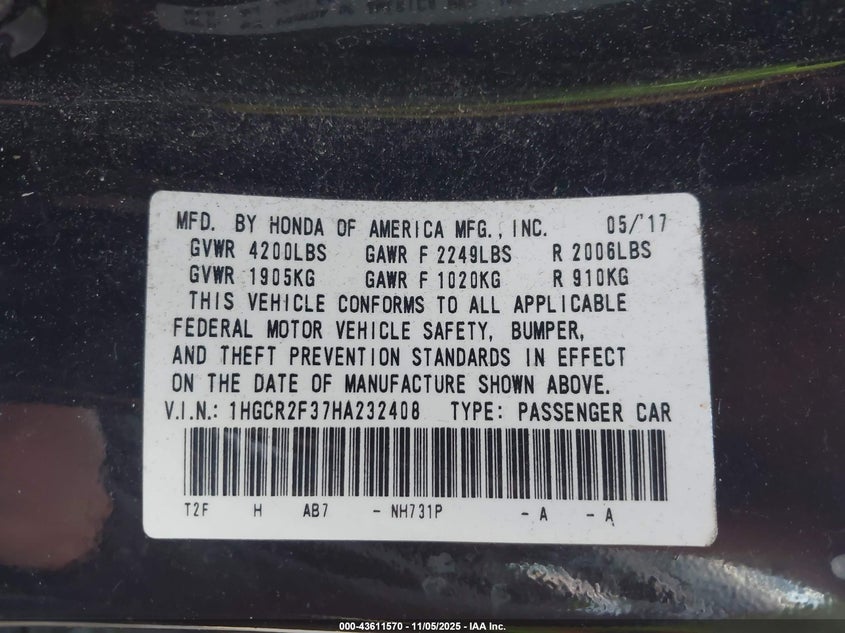 MFD. BY HONDA OF AMERICA MFG., INC. 05/'17
GVWR 4200LBS GAWR F 2249LBS R 2006LBS
GVWR 1905KG GAWR F 1020KG R 910KG
THIS VEHICLE CONFORMS TO ALL APPLICABLE
FEDERAL MOTOR VEHICLE SAFETY, BUMPER,
AND THEFT PREVENTION STANDARDS IN EFFECT
ON THE DATE OF MANUFACTURE SHOWN ABOVE.
V.I.N.: 1HGCR2F37HA232408 TYPE: PASSENGER CAR
T2F H AB7 - NH731P - A - A
000-43611570 - 11/05/2025 - IAA Inc.